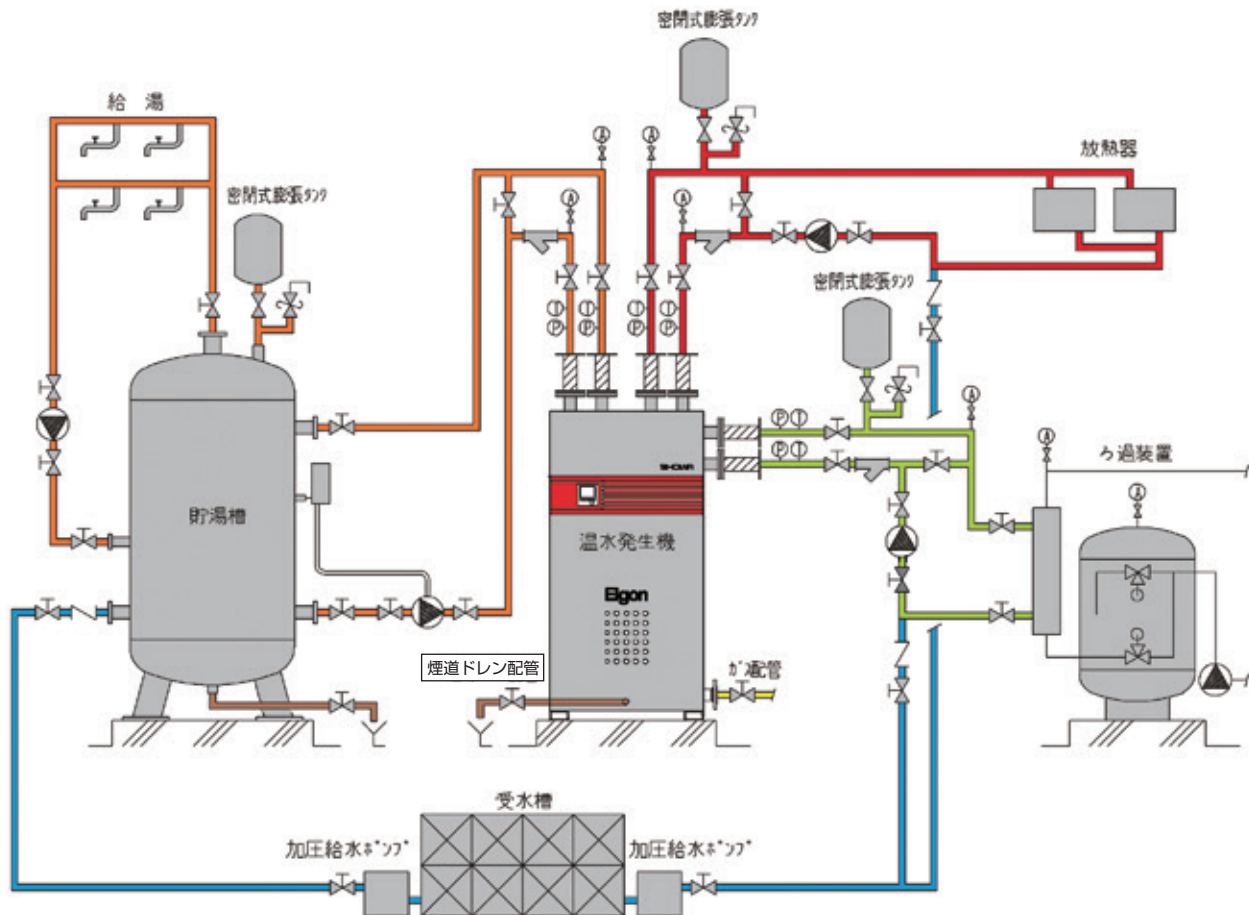 密閉式膨張タンク
給 湯
A
A
放熱器
密閉式膨張タンク
A
A
T
P
T
P
T
P
T
P
密閉式膨張タンク
A
P
T
A
ろ過装置
P
T
A
貯湯槽
温水発生機
Elgon
煙道ドレン配管
ガス配管
受水槽
加圧給水ポンプ
加圧給水ポンプ